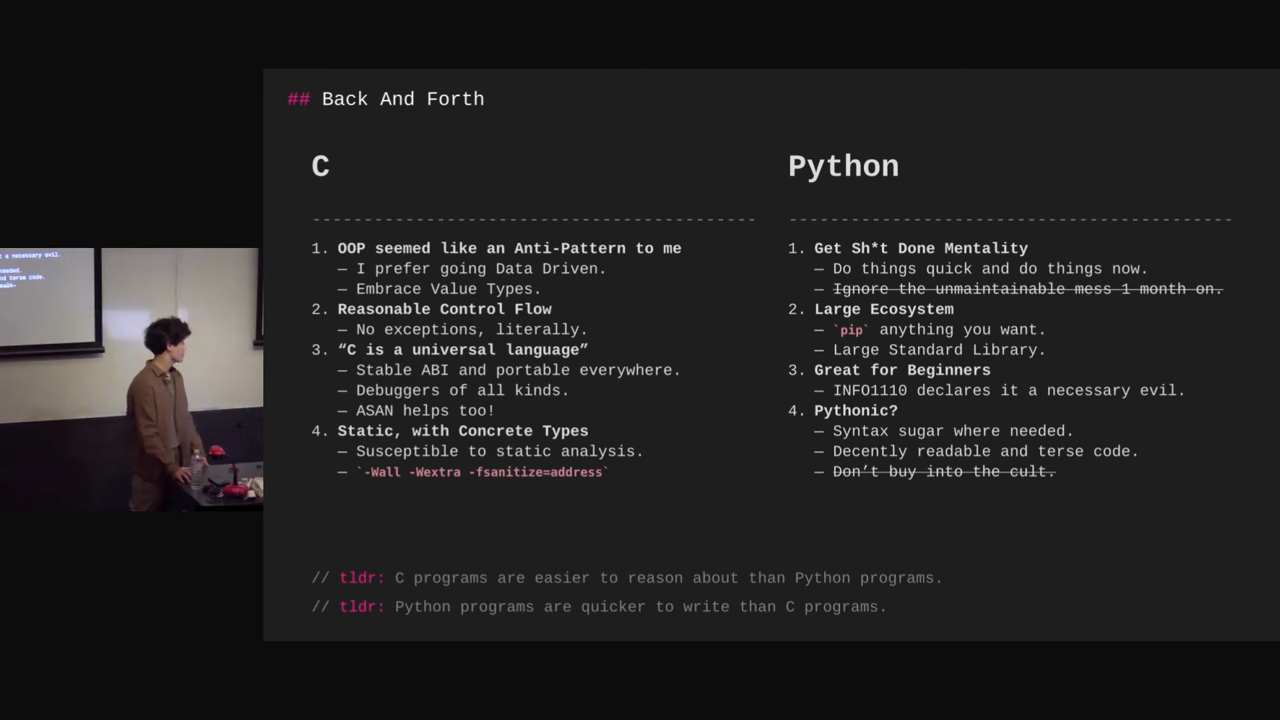 ## Back And Forth
C
----------------------------------------
1. OOP seemed like an Anti-Pattern to me
– I prefer going Data Driven.
– Embrace Value Types.
2. Reasonable Control Flow
– No exceptions, literally.
3. “C is a universal language”
– Stable ABI and portable everywhere.
– Debuggers of all kinds.
– ASAN helps too!
4. Static, with Concrete Types
– Susceptible to static analysis.
– `-Wall -Wextra -fsanitize=address`
Python
----------------------------------------
1. Get Sh*t Done Mentality
– Do things quick and do things now.
– Ignore the unmaintainable mess 1 month on.
2. Large Ecosystem
– `pip` anything you want.
– Large Standard Library.
3. Great for Beginners
– INFO1110 declares it a necessary evil.
4. Pythonic?
– Syntax sugar where needed.
– Decently readable and terse code.
– Don’t buy into the cult.
// tldr: C programs are easier to reason about than Python programs.
// tldr: Python programs are quicker to write than C programs.
a necessary evil.
needed.
and terse code.